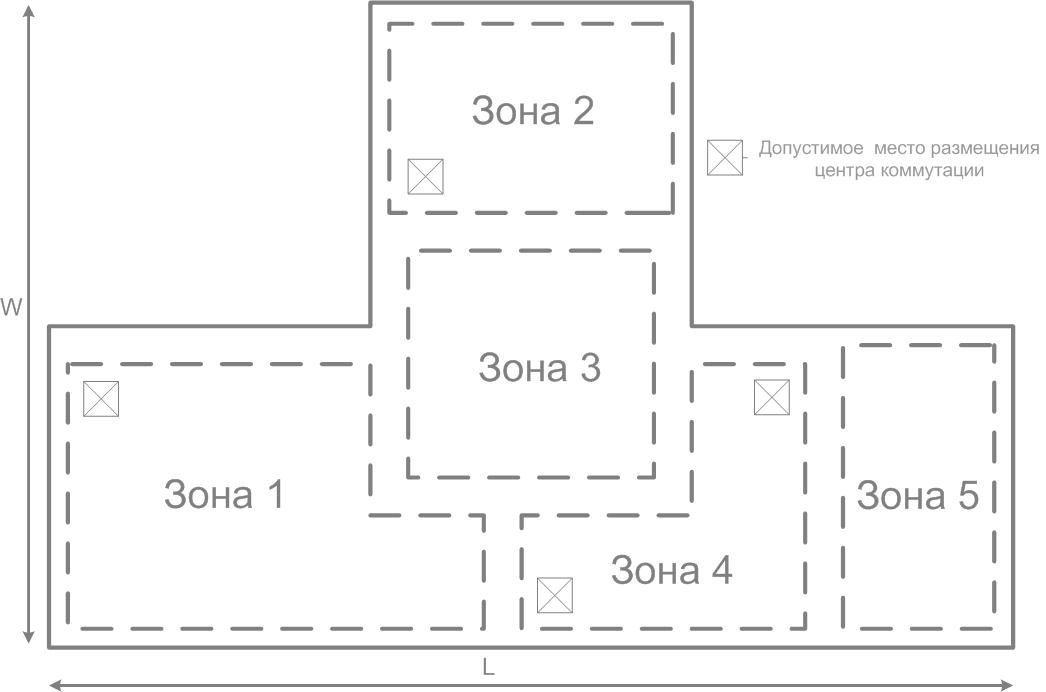 Зона 2
Допустимое место размещения
центра коммутации
W
Зона 3
Зона 1
Зона 5
Зона 4
L